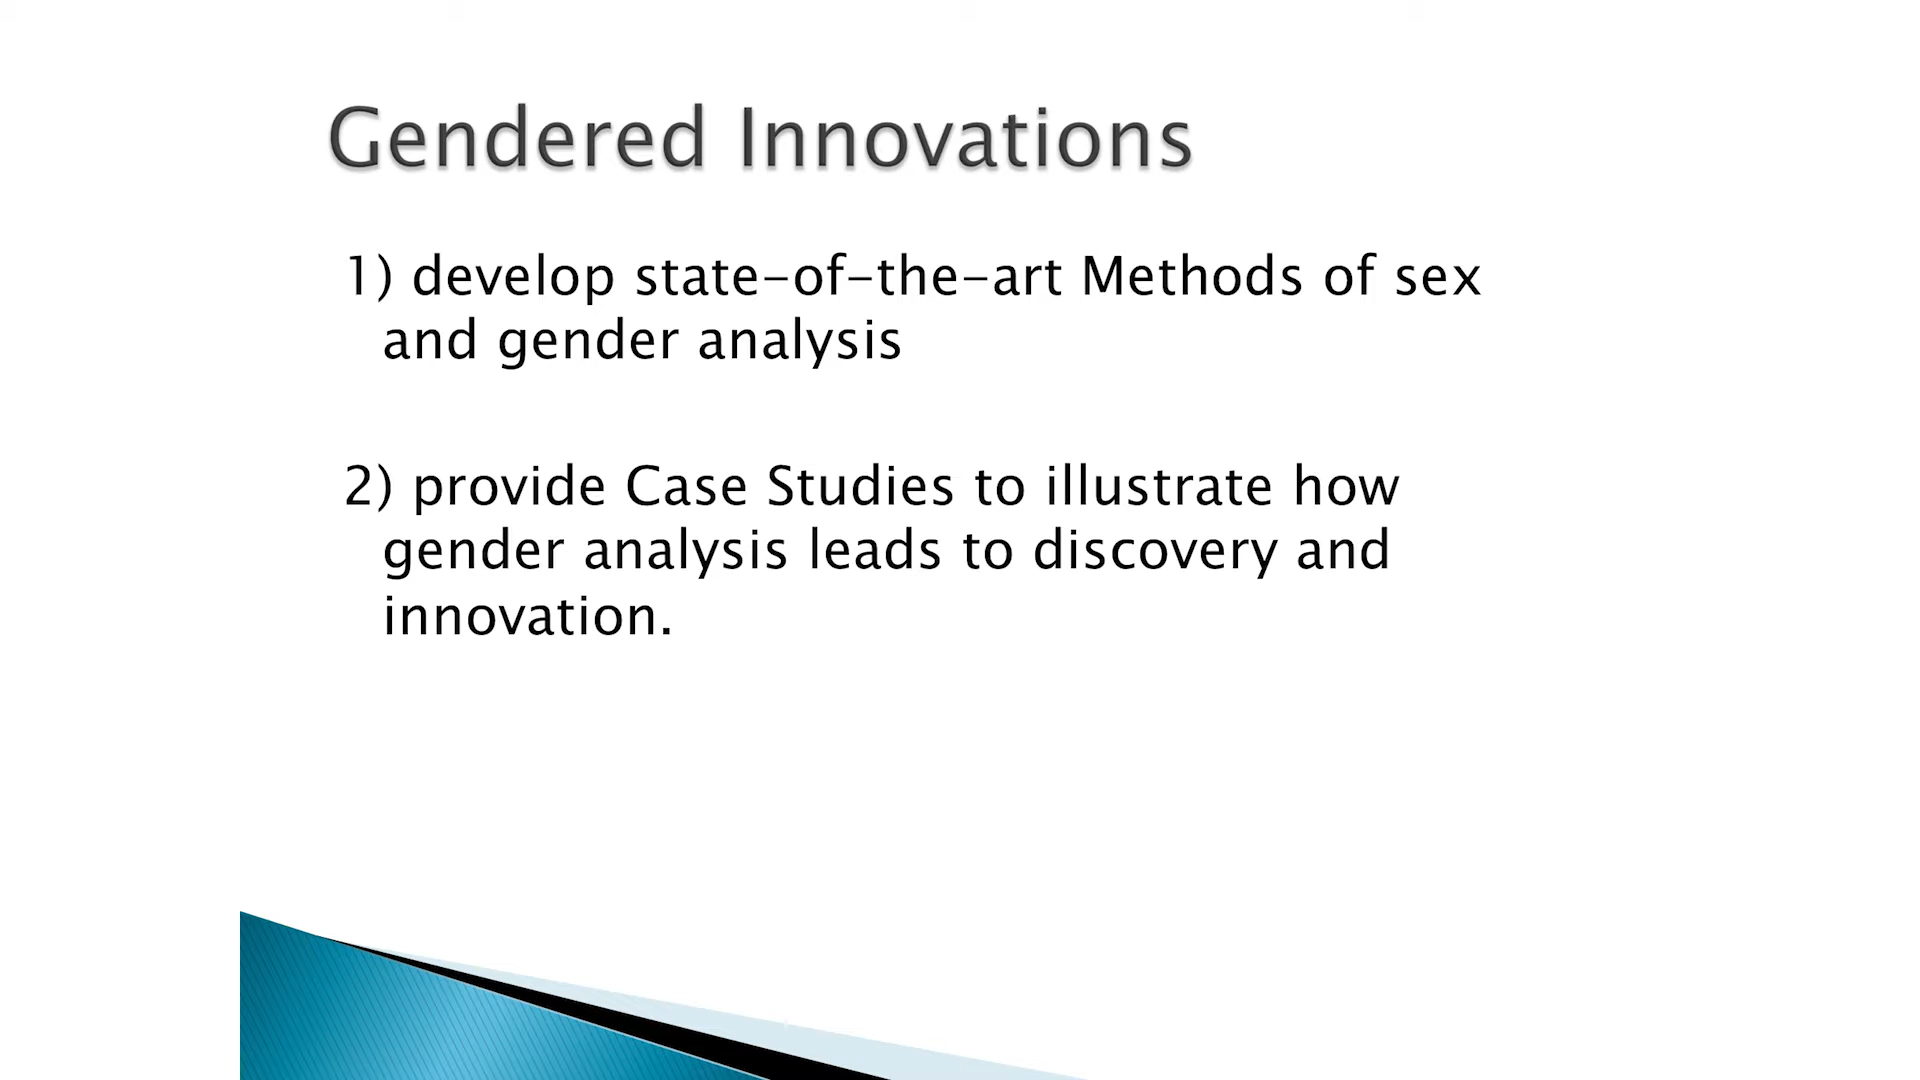 Gendered Innovations
1) develop state-of-the-art Methods of sex
and gender analysis
2) provide Case Studies to illustrate how
gender analysis leads to discovery and
innovation.